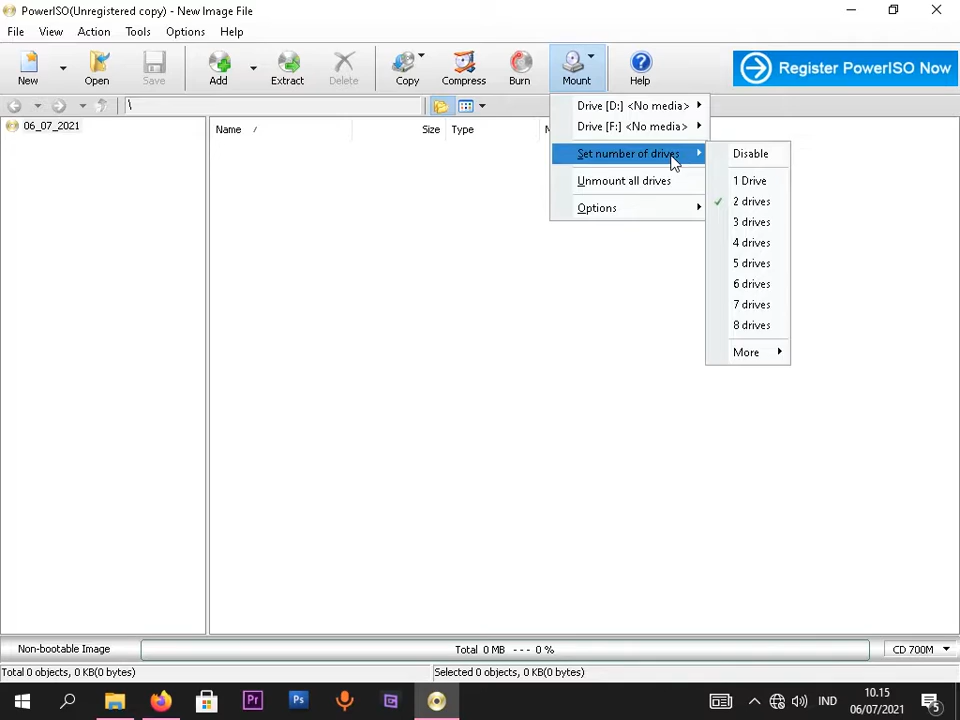 PowerISO(Unregistered copy) - New Image File
File View Action Tools Options Help
New Open Save Add Extract Delete Copy Compress Burn Mount Help
Register PowerISO Now
\
Drive [D:] <No media>
06_07_2021
Name / Size Type
Drive [F:] <No media>
Set number of drives
Disable
Unmount all drives
1 Drive
2 drives
Options
3 drives
4 drives
5 drives
6 drives
7 drives
8 drives
More
Non-bootable Image
Total 0 MB --- 0 %
CD 700M
Total 0 objects, 0 KB(0 bytes)
Selected 0 objects, 0 KB(0 bytes)
Pr
Ps
IND
10.15
06/07/2021
5